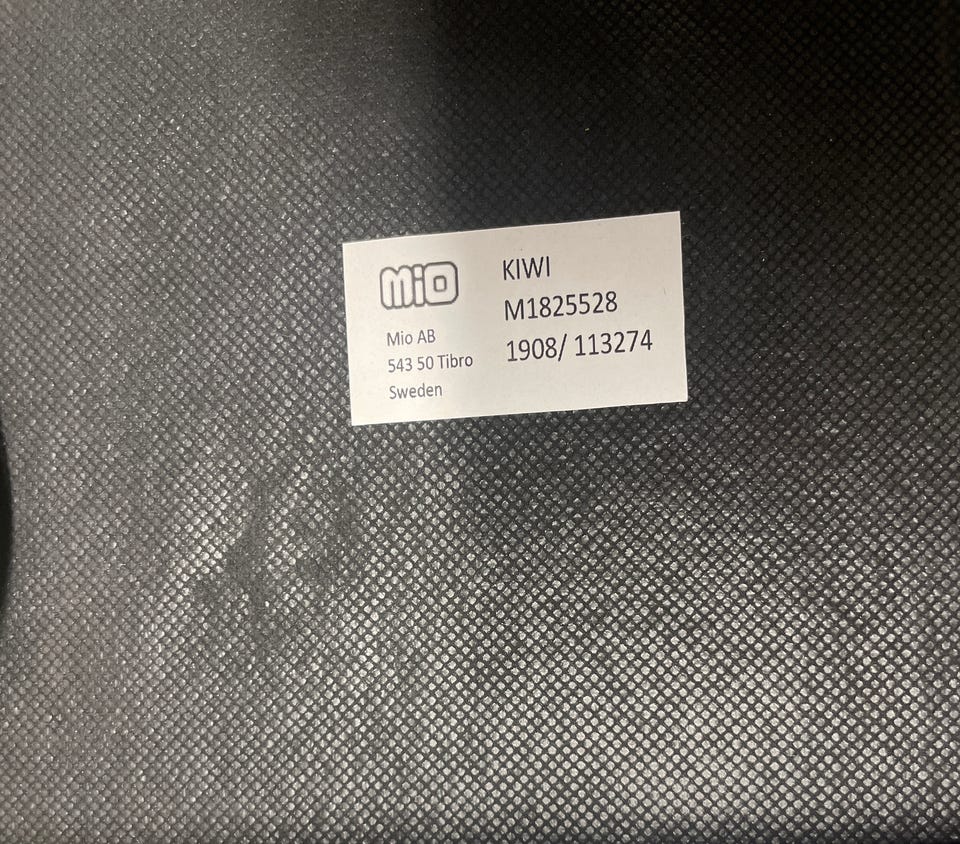 MiO
Mio AB
543 50 Tibro
Sweden
KIWI
M1825528
1908/ 113274